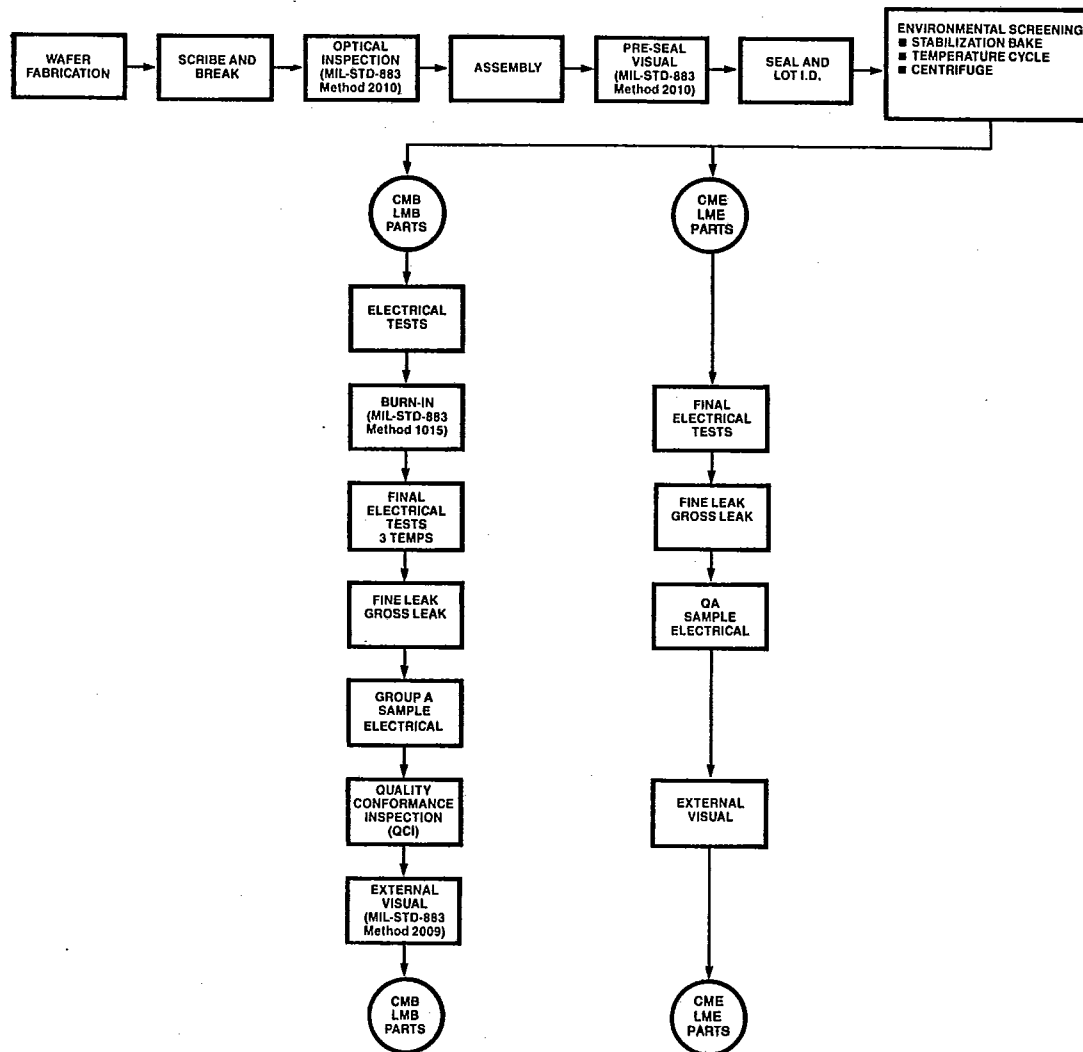 WAFER
FABRICATION
SCRIBE AND
BREAK
OPTICAL
INSPECTION
(MIL-STD-883
Method 2010)
ASSEMBLY
PRE-SEAL
VISUAL
(MIL-STD-883
Method 2010)
SEAL AND
LOT I.D.
ENVIRONMENTAL SCREENING
■ STABILIZATION BAKE
■ TEMPERATURE CYCLE
■ CENTRIFUGE
CMB
LMB
PARTS
ELECTRICAL
TESTS
BURN-IN
(MIL-STD-883
Method 1015)
FINAL
ELECTRICAL
TESTS
3 TEMPS
FINE LEAK
GROSS LEAK
GROUP A
SAMPLE
ELECTRICAL
QUALITY
CONFORMANCE
INSPECTION
(QCI)
EXTERNAL
VISUAL
(MIL-STD-883
Method 2009)
CMB
LMB
PARTS
CME
LME
PARTS
FINAL
ELECTRICAL
TESTS
FINE LEAK
GROSS LEAK
QA
SAMPLE
ELECTRICAL
EXTERNAL
VISUAL
CME
LME
PARTS